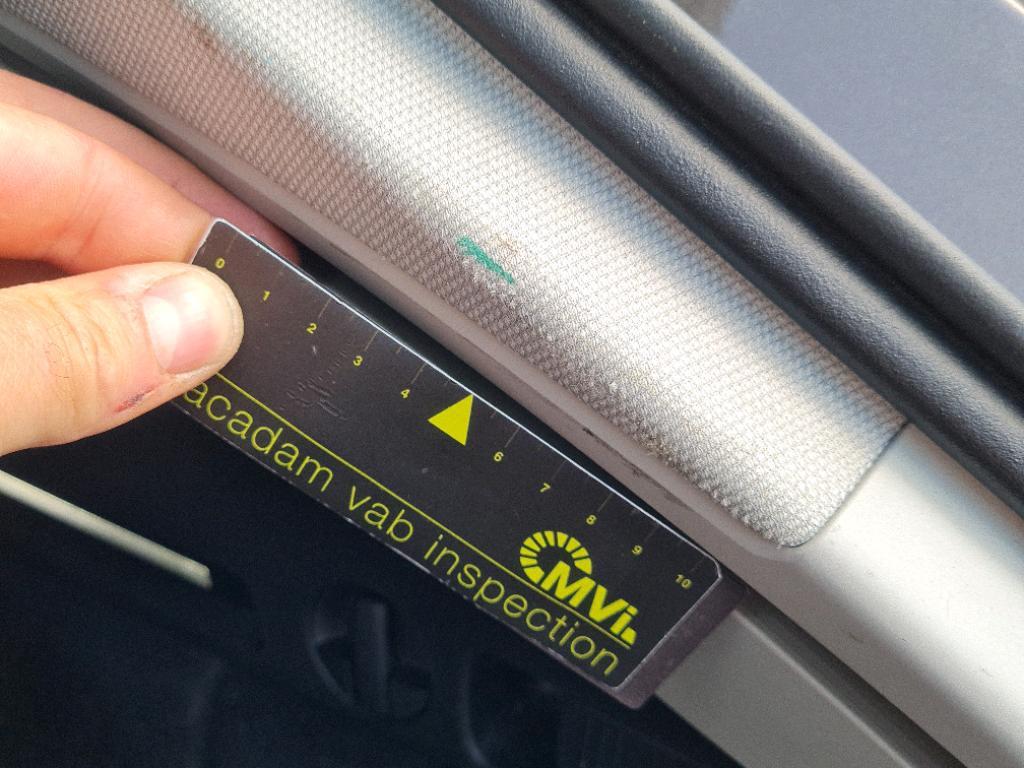 0 1 2 3 4 6 7 8 9 10
MVi
acadam vab inspection